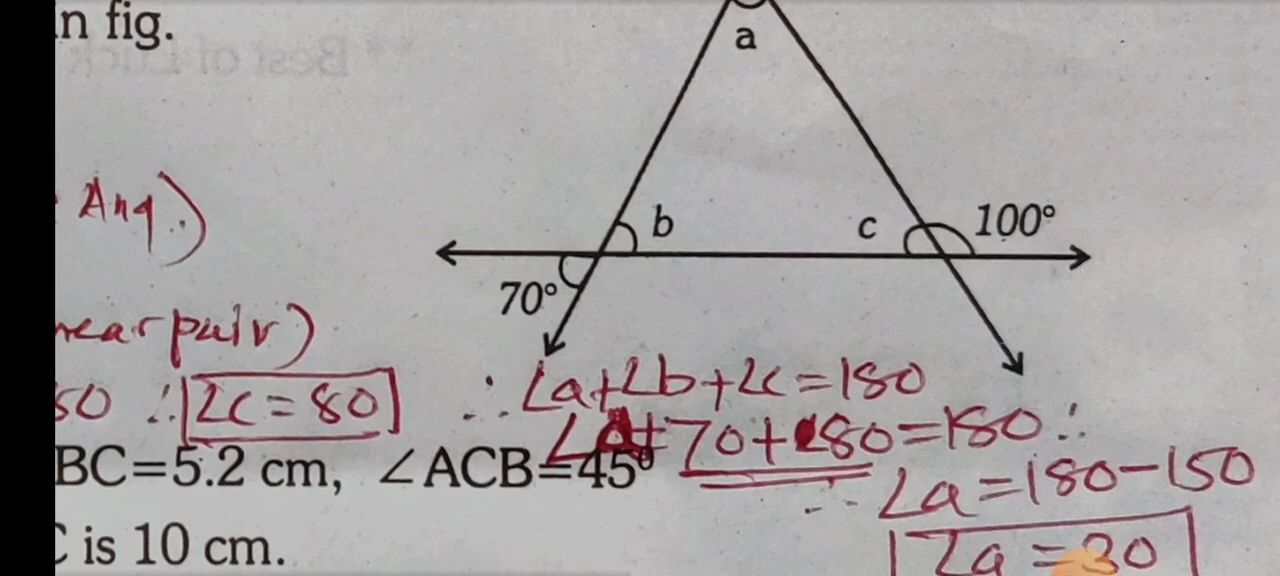 n fig.
a
Ang.)
b
c
100°
70°
near pair)
∴ ∠c = 80
∴ ∠a+∠b+∠c=180
70+80=180 ∴
BC=5.2 cm, ∠ACB=45°
∴ ∠a=180-150
C is 10 cm.
∠a = 30